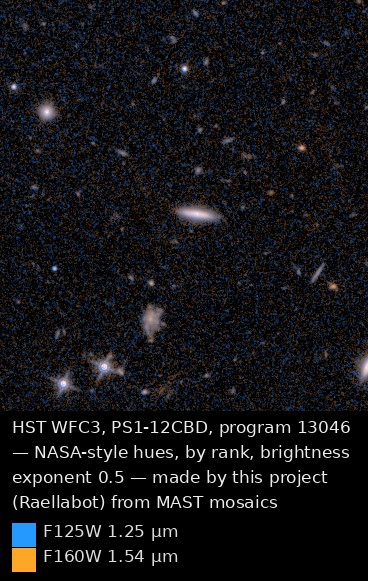 HST WFC3, PS1-12CBD, program 13046
— NASA-style hues, by rank, brightness
exponent 0.5 — made by this project
(Raellabot) from MAST mosaics
F125W 1.25 µm
F160W 1.54 µm